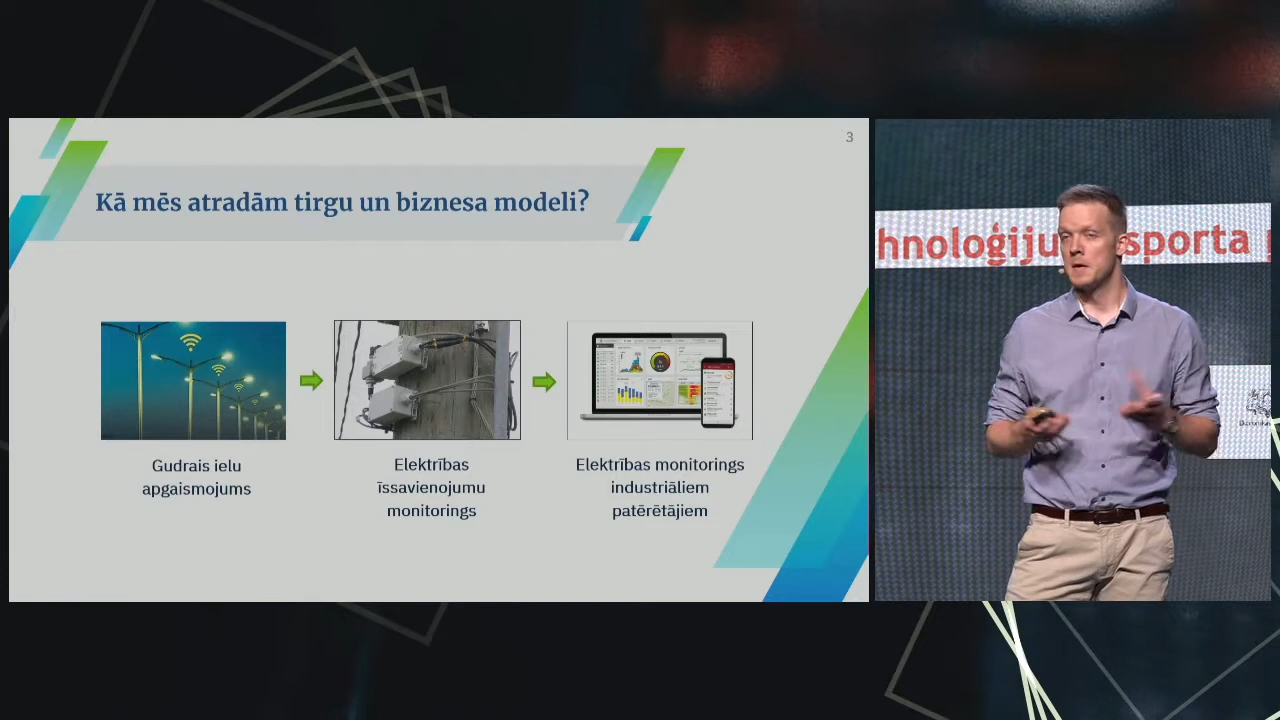 3
Kā mēs atradām tirgu un biznesa modeli?
hnoloģiju sporta
Gudrais ielu
apgaismojums
Elektrības
īssavienojumu
monitorings
Elektrības monitorings
industriāliem
patērētājiem